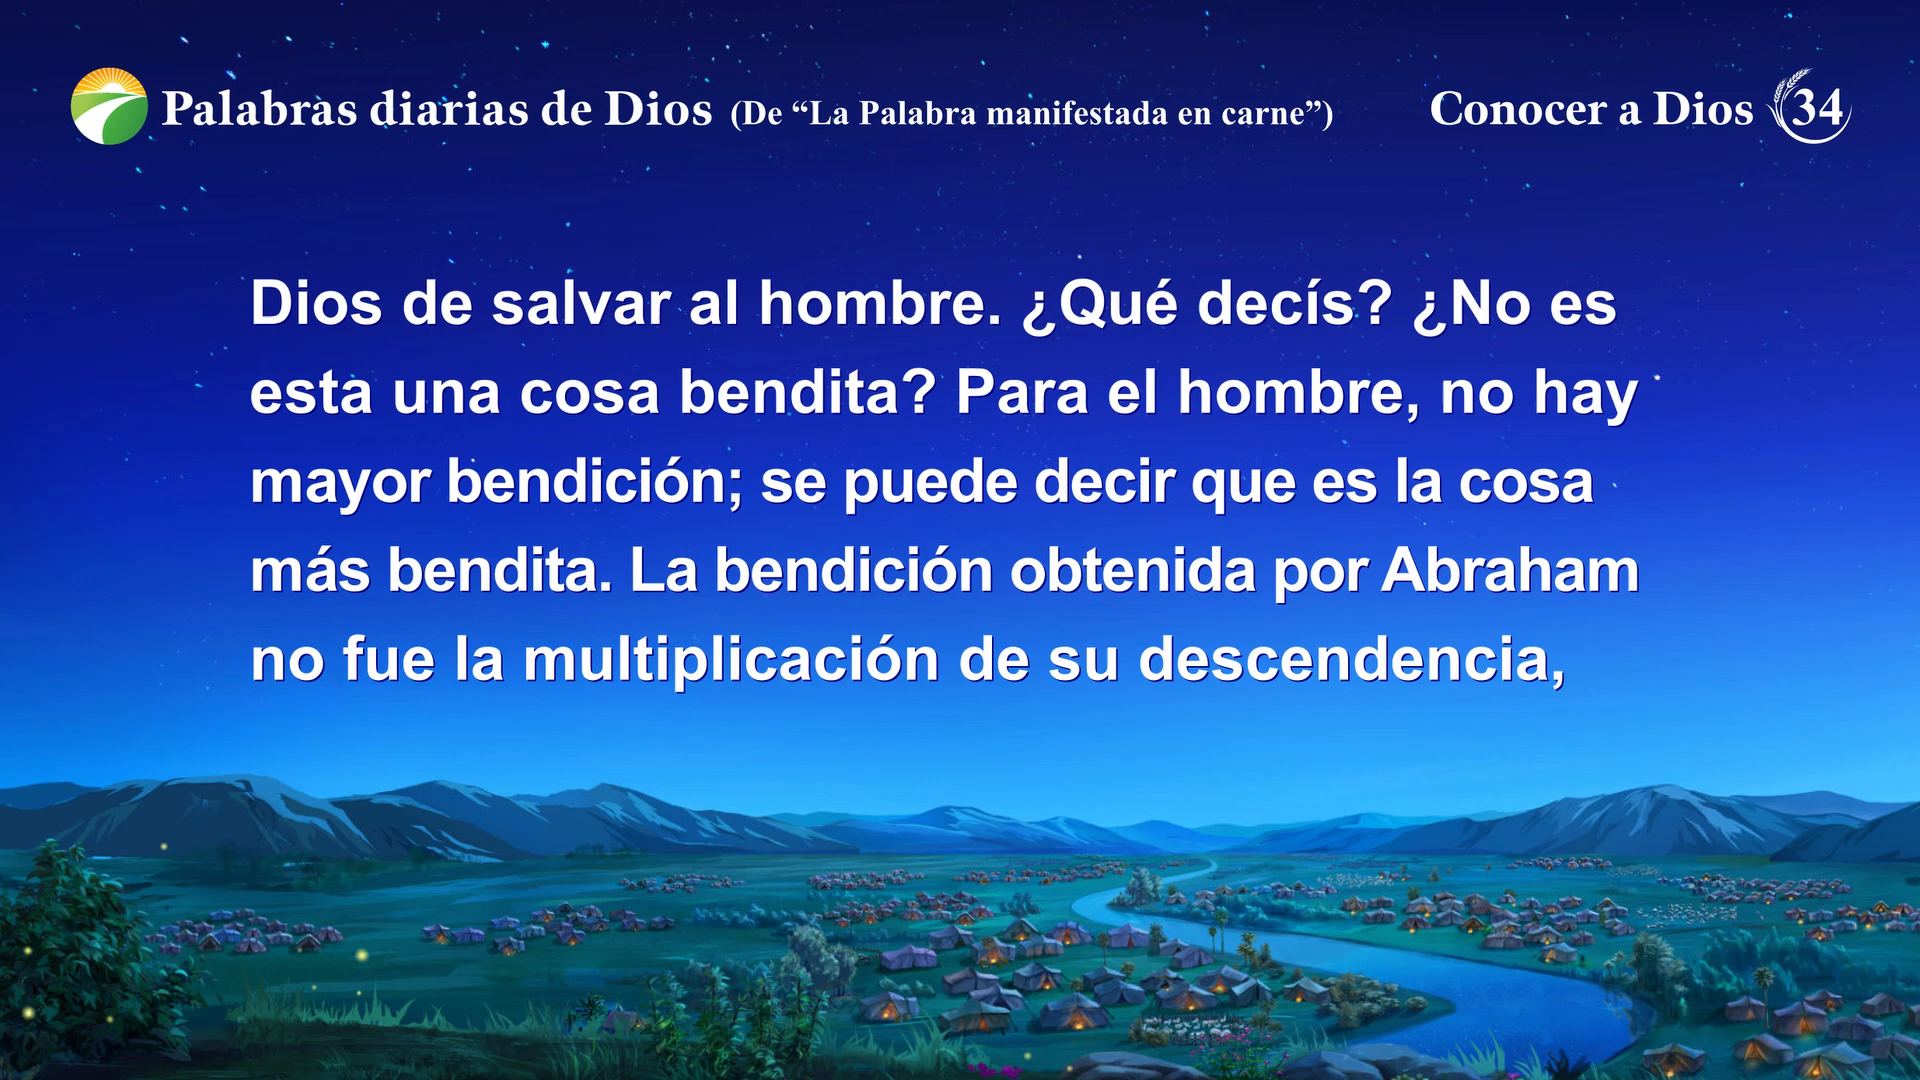 Palabras diarias de Dios (De “La Palabra manifestada en carne”)
Conocer a Dios 34
Dios de salvar al hombre. ¿Qué decís? ¿No es
esta una cosa bendita? Para el hombre, no hay
mayor bendición; se puede decir que es la cosa
más bendita. La bendición obtenida por Abraham
no fue la multiplicación de su descendencia,